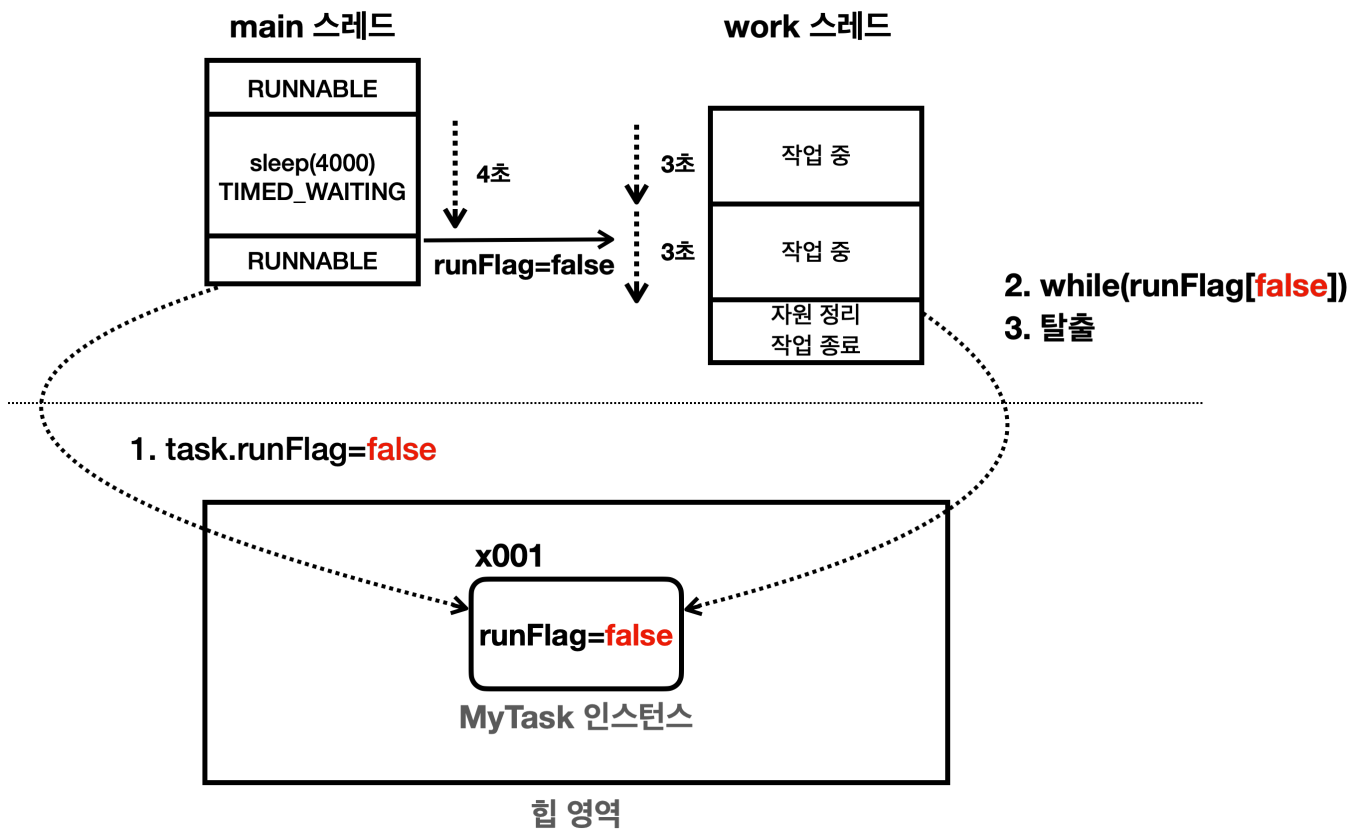 main 스레드
work 스레드
RUNNABLE
sleep(4000)
TIMED_WAITING
4초
RUNNABLE
runFlag=false
3초
작업 중
3초
작업 중
자원 정리
작업 종료
2. while(runFlag[false])
3. 탈출
1. task.runFlag=false
x001
runFlag=false
MyTask 인스턴스
힙 영역